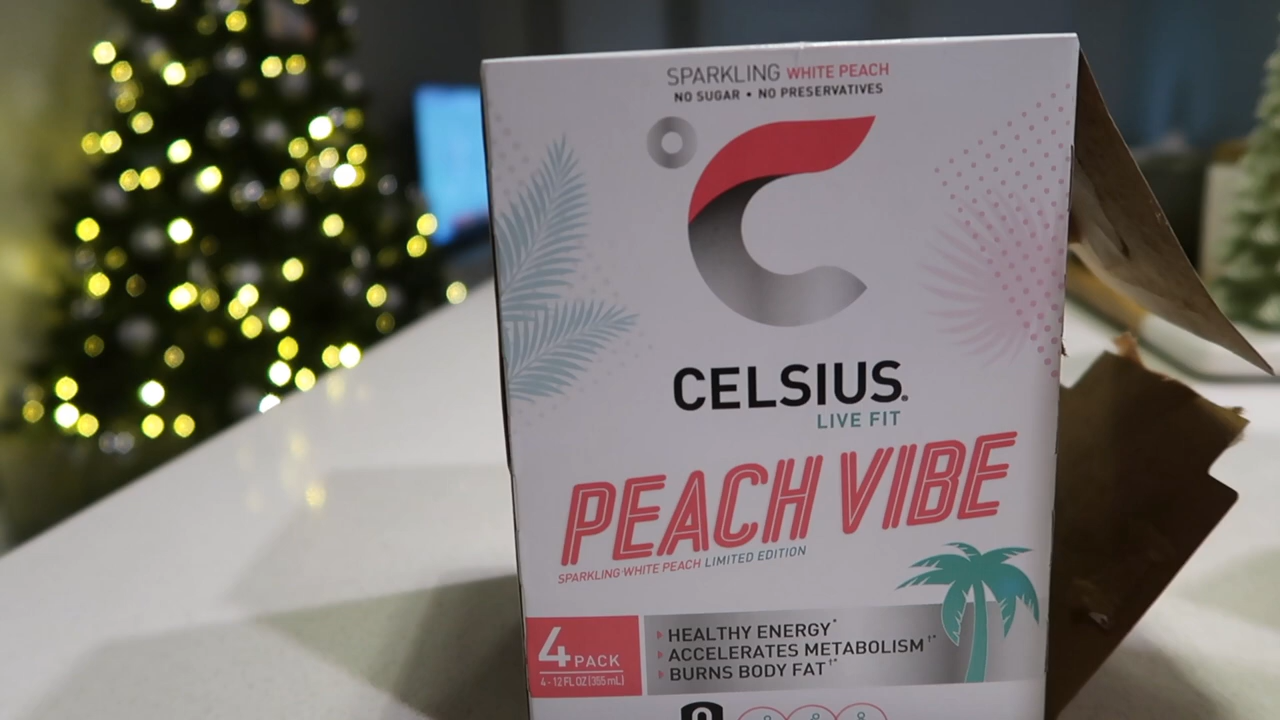 SPARKLING WHITE PEACH
NO SUGAR • NO PRESERVATIVES
CELSIUS®
LIVE FIT
PEACH VIBE
SPARKLING WHITE PEACH LIMITED EDITION
4 PACK
4 - 12 FL OZ (355 mL)
HEALTHY ENERGY*
ACCELERATES METABOLISM†*
BURNS BODY FAT†*